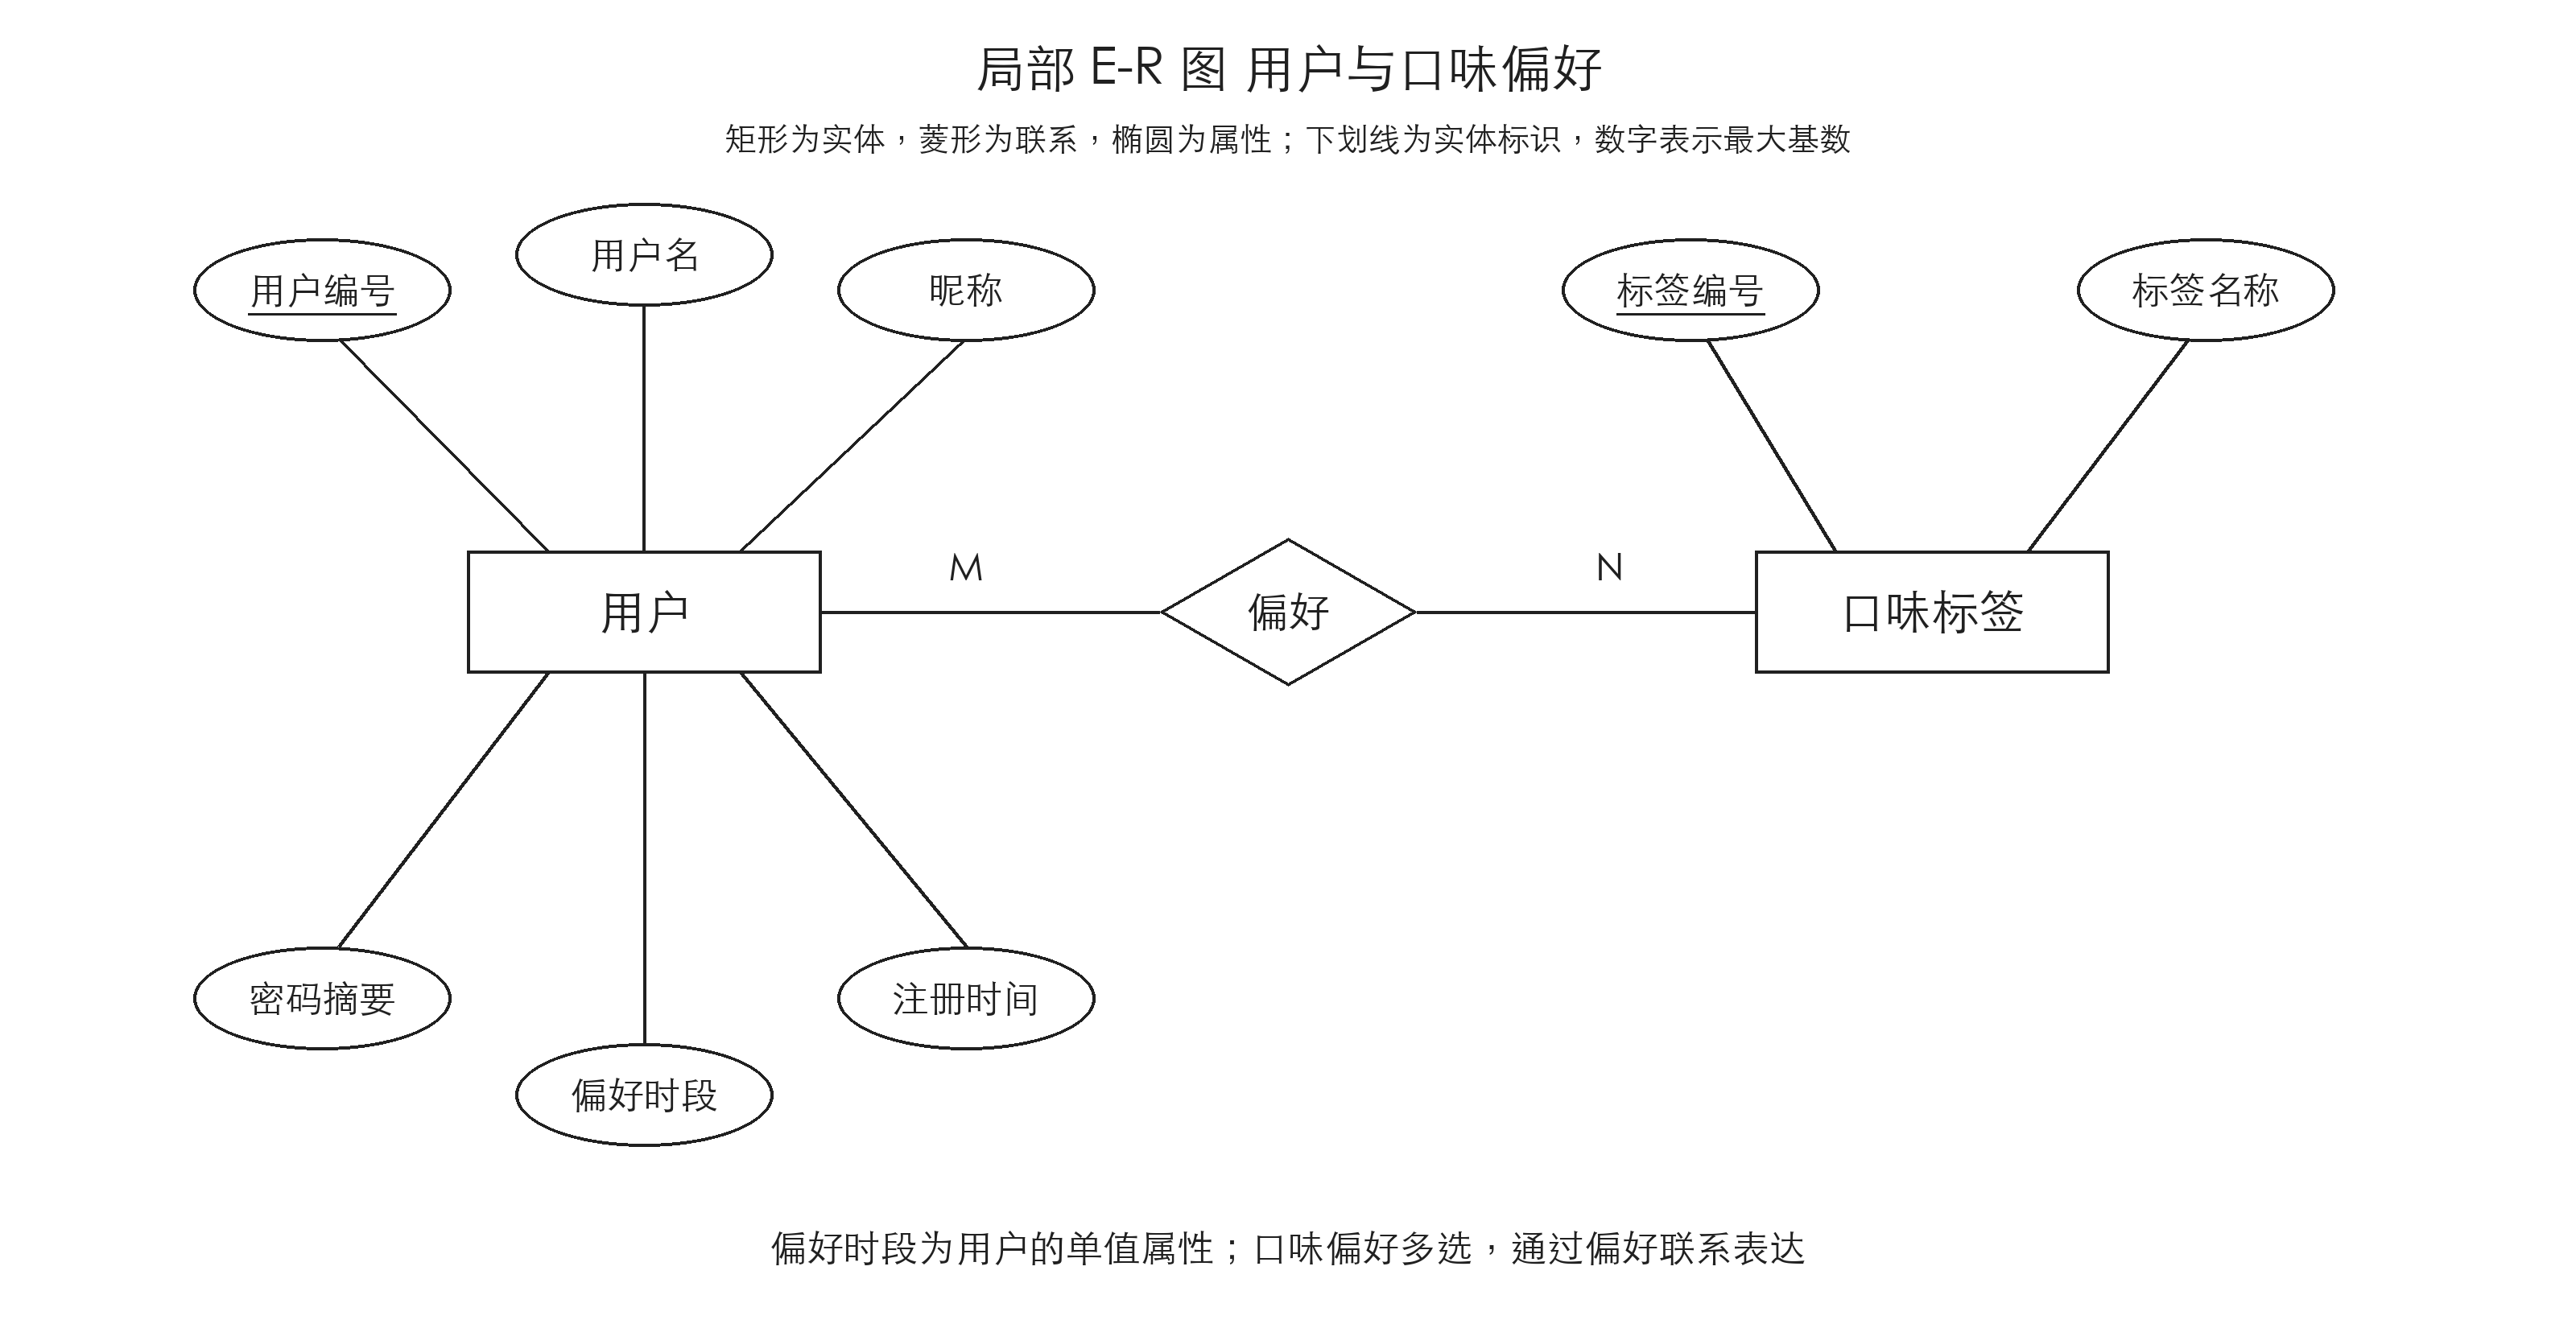 局部 E-R 图 用户与口味偏好
矩形为实体，菱形为联系，椭圆为属性；下划线为实体标识，数字表示最大基数
用户编号
用户名
昵称
标签编号
标签名称
用户
M
偏好
N
口味标签
密码摘要
偏好时段
注册时间
偏好时段为用户的单值属性；口味偏好多选，通过偏好联系表达